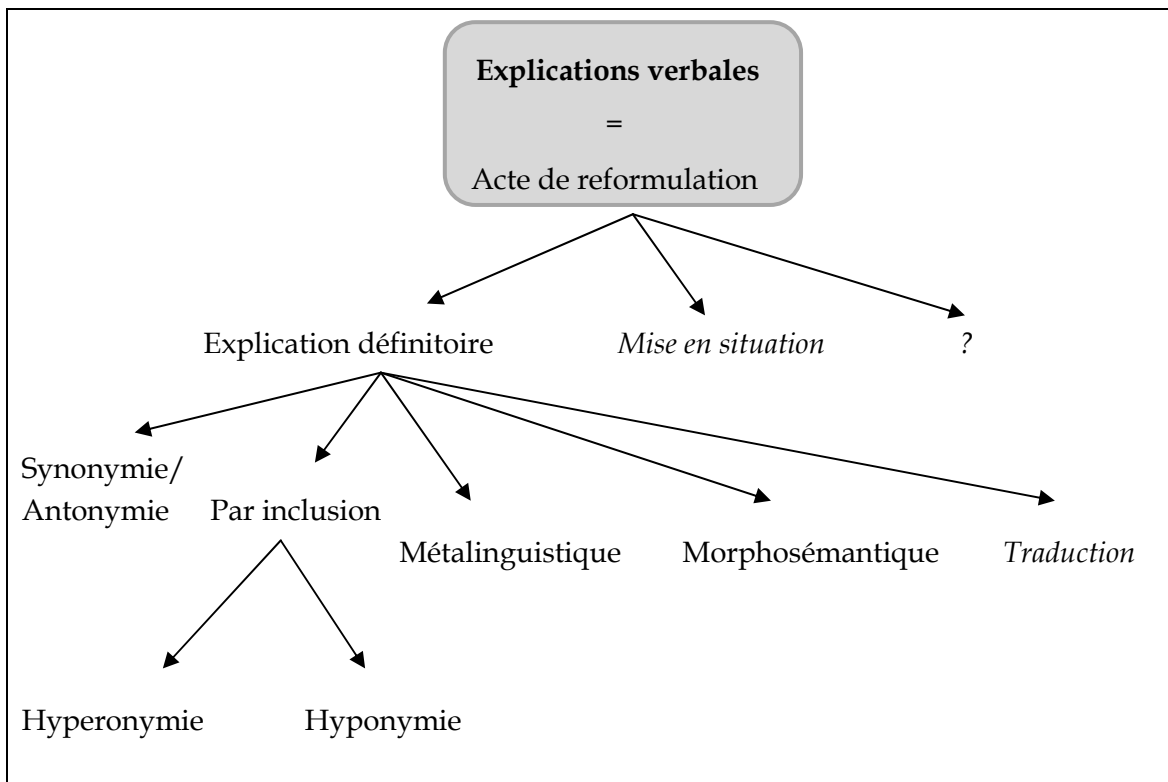 Explications verbales
=
Acte de reformulation
Explication définitoire
Mise en situation
?
Synonymie/
Antonymie
Par inclusion
Métalinguistique
Morphosémantique
Traduction
Hyperonymie
Hyponymie